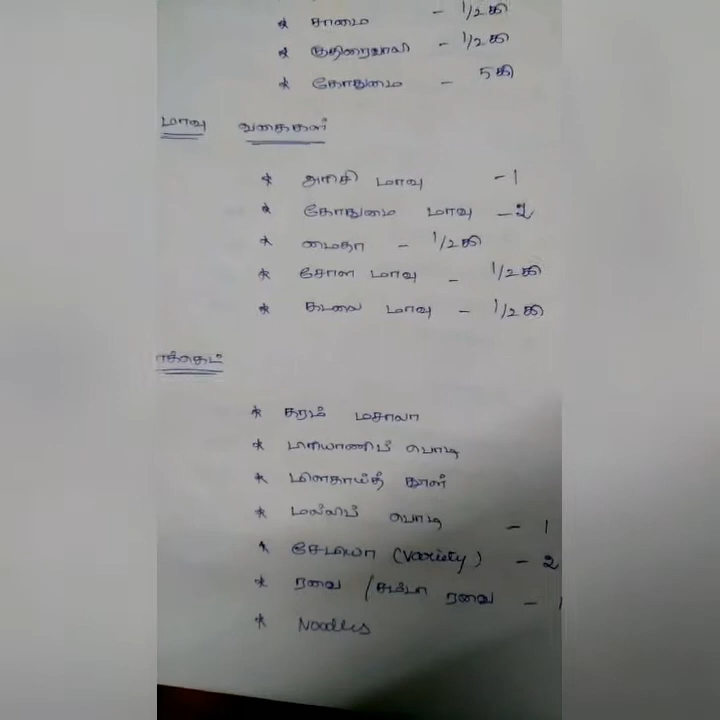 * சாமை - 1/2கி
* குதிரைவாலி - 1/2கி
* கோதுமை - 5கி
மாவு வகைகள்
* அரிசி மாவு - 1
* கோதுமை மாவு - 2
* மைதா - 1/2கி
* சோள மாவு - 1/2கி
* கடலை மாவு - 1/2கி
ாக்கெட்
* கரம் மசாலா
* பிரியாணிப் பொடி
* மிளகாய்த் தூள்
* மல்லிப் பொடி - 1
* சேமியா (Variety) - 2
* ரவை / சம்பா ரவை - 1
* Noodles